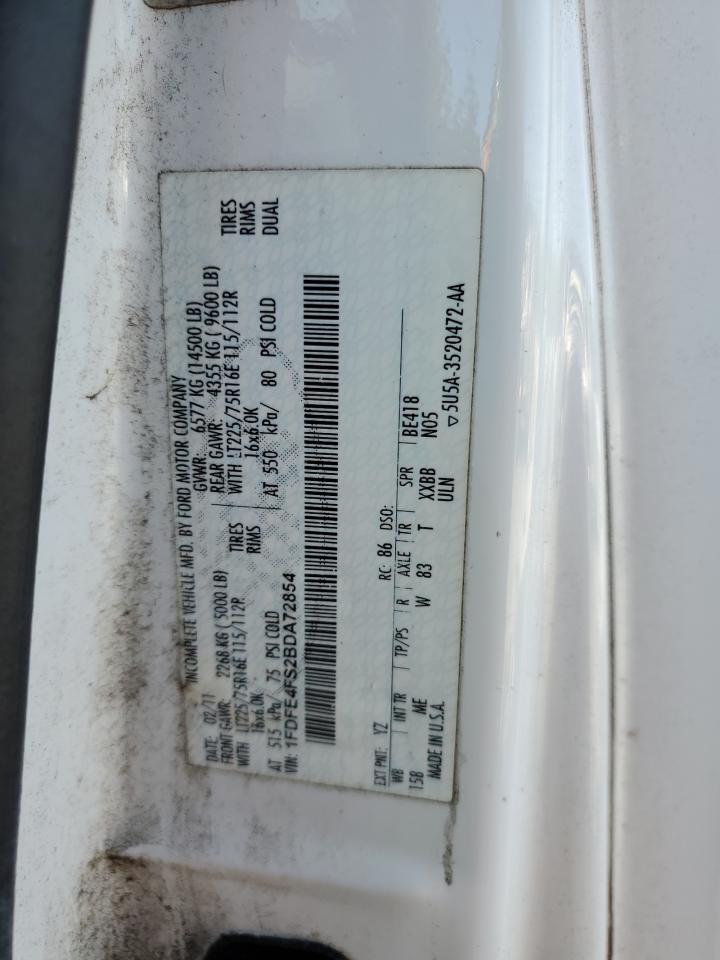 INCOMPLETE VEHICLE MFD. BY FORD MOTOR COMPANY
DATE: 02/11 GVWR: 6577 KG (14500 LB)
FRONT GAWR: 2268 KG ( 5000 LB) REAR GAWR: 4355 KG ( 9600 LB)
WITH LT225/75R16E 115/112R TIRES WITH LT225/75R16E 115/112R TIRES
16x6.0K RIMS 16x6.0K RIMS
AT 515 kPa/ 75 PSI COLD AT 550 kPa/ 80 PSI COLD DUAL
VIN: 1FDFE4FS2BDA72854
EXT PNT: YZ RC: 86 DSO:
WB INT TR TP/PS R AXLE TR SPR BE418
158 ME W 83 T XXBB N05
MADE IN U.S.A. ULN
▽5U5A-3520472-AA